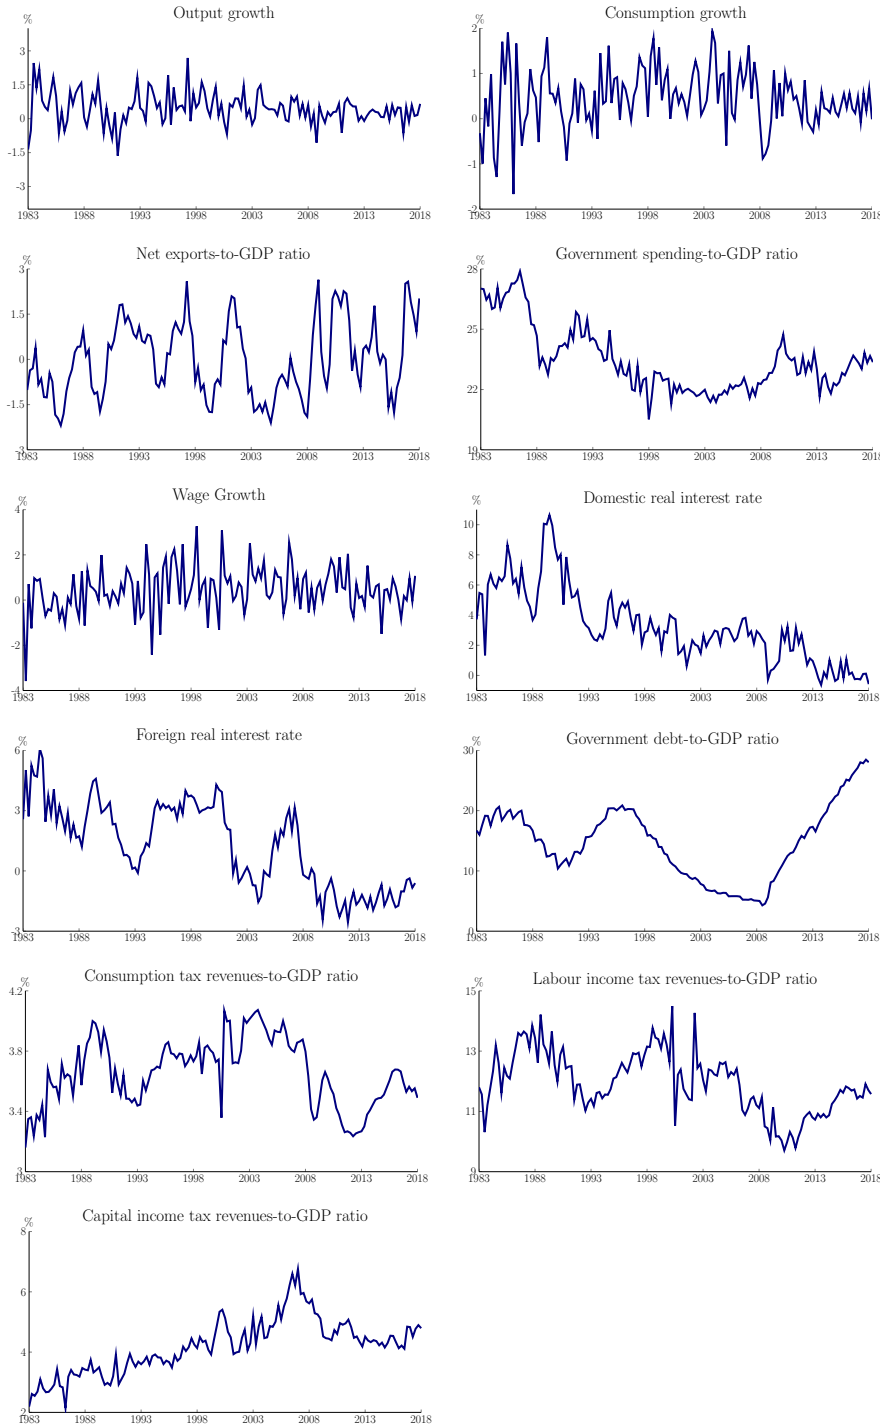 Output growth
%
3
1.5
0
-1.5
-3
1983 1988 1993 1998 2003 2008 2013 2018
Consumption growth
%
2
1
0
-1
-2
1983 1988 1993 1998 2003 2008 2013 2018
Net exports-to-GDP ratio
%
3
1.5
0
-1.5
-3
1983 1988 1993 1998 2003 2008 2013 2018
Government spending-to-GDP ratio
%
28
25
22
19
1983 1988 1993 1998 2003 2008 2013 2018
Wage Growth
%
4
2
0
-2
-4
1983 1988 1993 1998 2003 2008 2013 2018
Domestic real interest rate
%
10
8
6
4
2
0
1983 1988 1993 1998 2003 2008 2013 2018
Foreign real interest rate
%
6
3
0
-3
1983 1988 1993 1998 2003 2008 2013 2018
Government debt-to-GDP ratio
%
30
20
10
0
1983 1988 1993 1998 2003 2008 2013 2018
Consumption tax revenues-to-GDP ratio
%
4.2
3.8
3.4
3
1983 1988 1993 1998 2003 2008 2013 2018
Labour income tax revenues-to-GDP ratio
%
15
13
11
9
1983 1988 1993 1998 2003 2008 2013 2018
Capital income tax revenues-to-GDP ratio
%
8
6
4
2
1983 1988 1993 1998 2003 2008 2013 2018